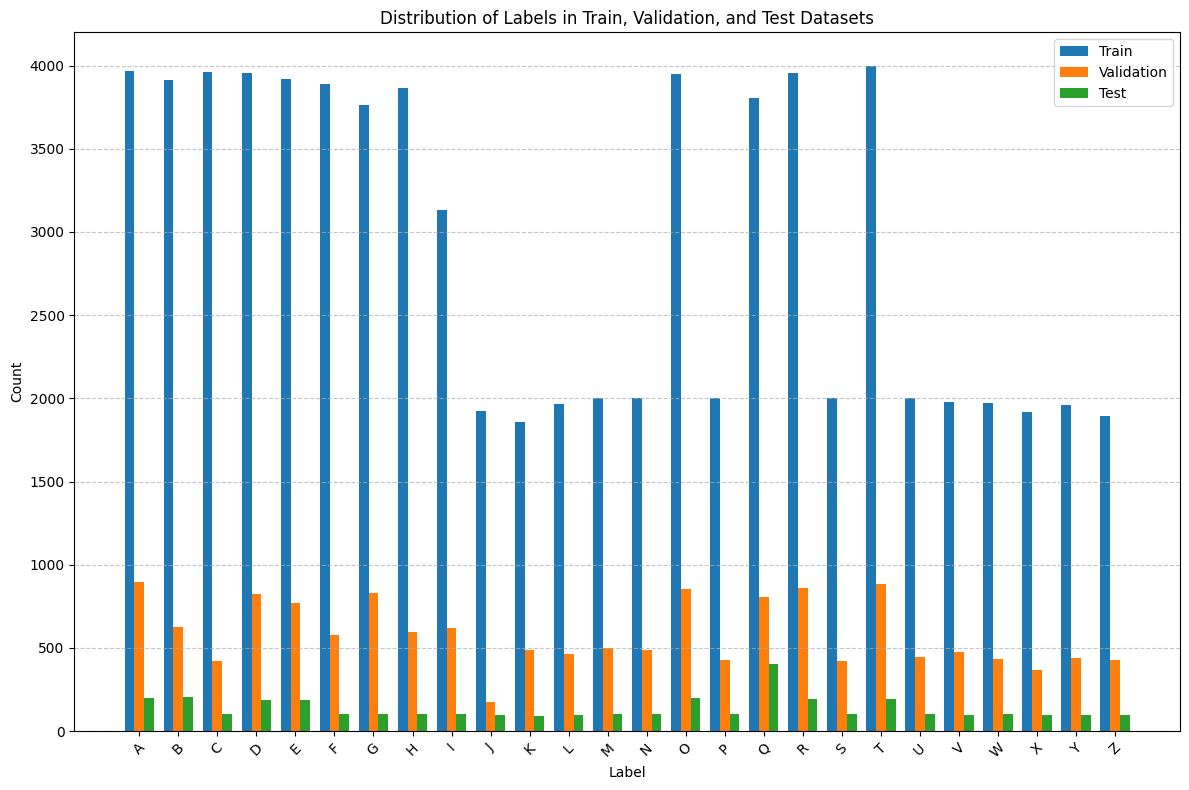 Distribution of Labels in Train, Validation, and Test Datasets
Train
Validation
Test
Count
4000
3500
3000
2500
2000
1500
1000
500
0
A B C D E F G H I J K L M N O P Q R S T U V W X Y Z
Label